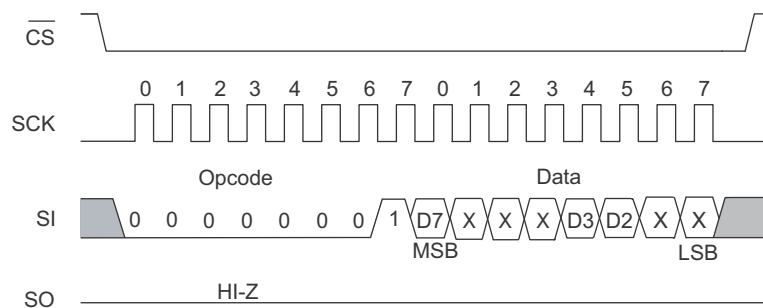 CS
0 1 2 3 4 5 6 7 0 1 2 3 4 5 6 7
SCK
Opcode Data
SI 0 0 0 0 0 0 0 1 D7 X X X D3 D2 X X
MSB LSB
HI-Z
SO